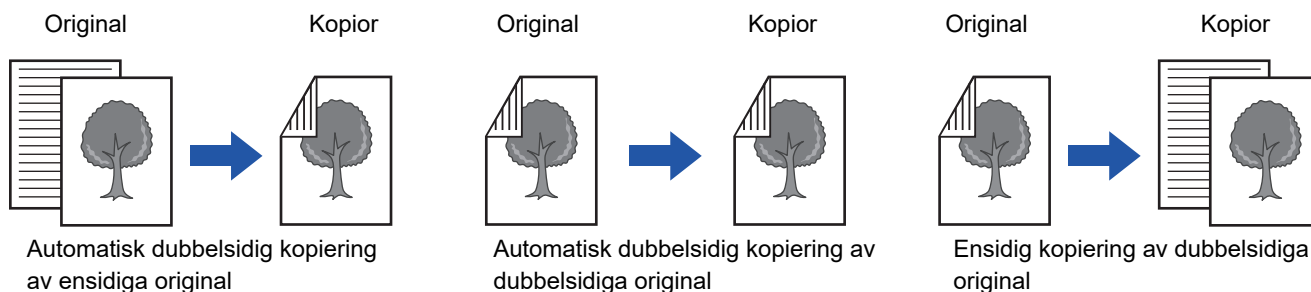 Original
Kopior
Original
Kopior
Original
Kopior
Automatisk dubbelsidig kopiering
av ensidiga original
Automatisk dubbelsidig kopiering av
dubbelsidiga original
Ensidig kopiering av dubbelsidiga
original